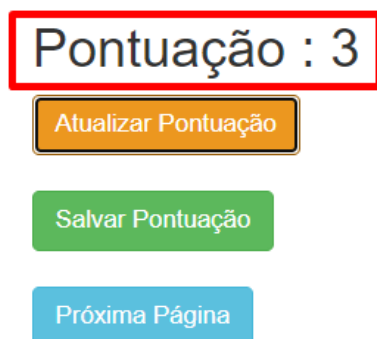 Pontuação : 3
Atualizar Pontuação
Salvar Pontuação
Próxima Página